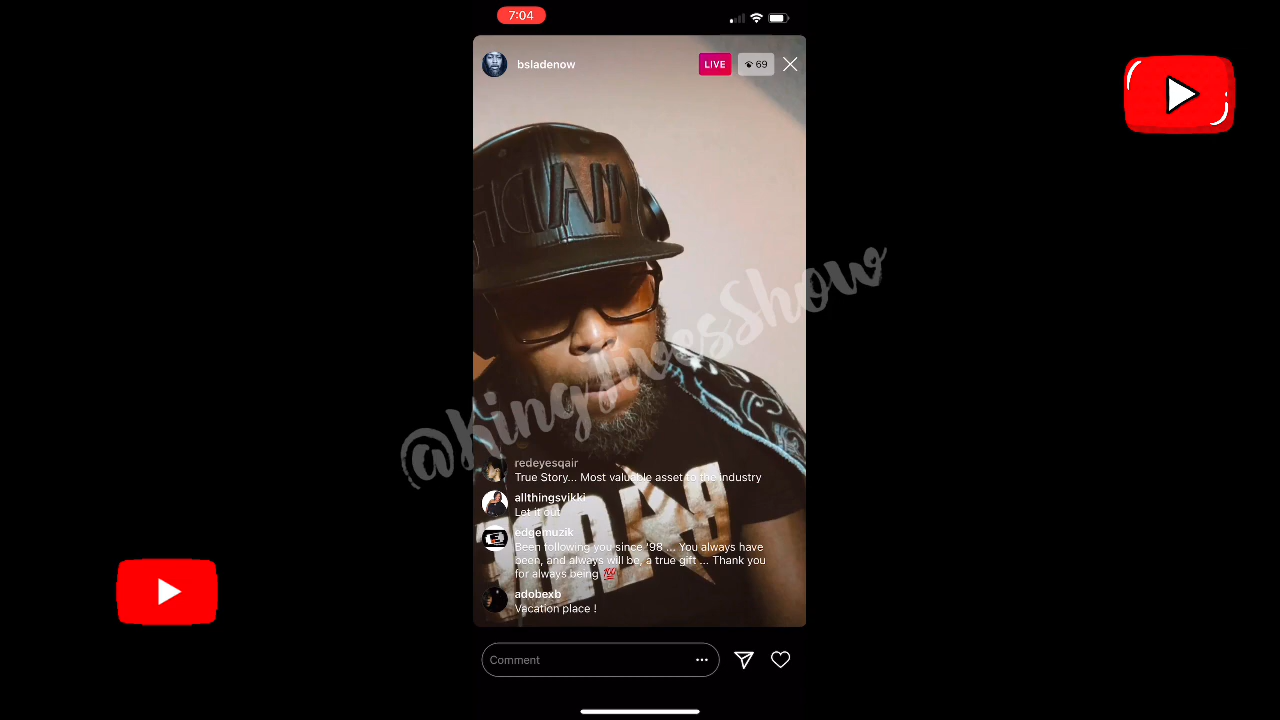 7:04
bsladenow
LIVE 69
@KingJuvesShow
redeyesqair
True Story... Most valuable asset to the industry
allthingsvikki
Let it out
edgemuzik
Been following you since '98 ... You always have
been, and always will be, a true gift ... Thank you
for always being 💯
adobexb
Vacation place !
Comment